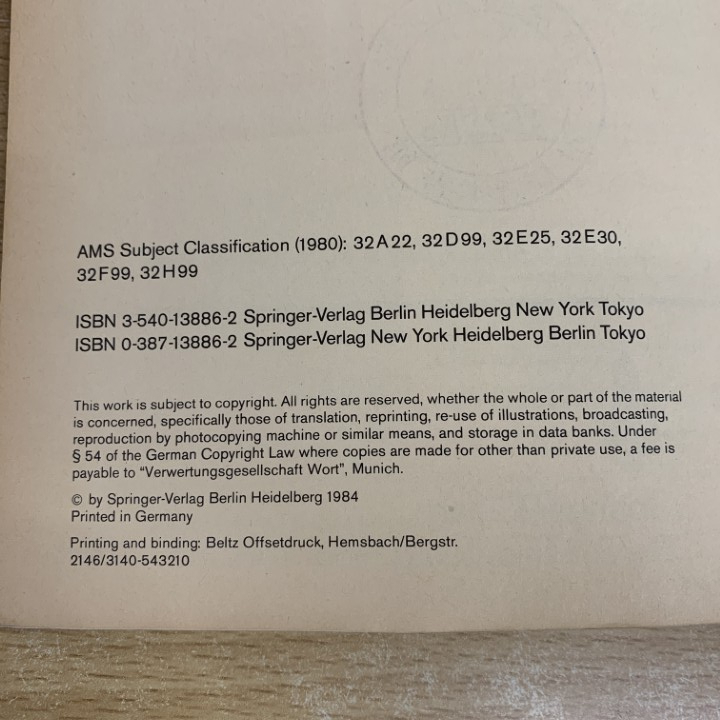 AMS Subject Classification (1980): 32A22, 32D99, 32E25, 32E30,
32F99, 32H99
ISBN 3-540-13886-2 Springer-Verlag Berlin Heidelberg New York Tokyo
ISBN 0-387-13886-2 Springer-Verlag New York Heidelberg Berlin Tokyo
This work is subject to copyright. All rights are reserved, whether the whole or part of the material
is concerned, specifically those of translation, reprinting, re-use of illustrations, broadcasting,
reproduction by photocopying machine or similar means, and storage in data banks. Under
§ 54 of the German Copyright Law where copies are made for other than private use, a fee is
payable to “Verwertungsgesellschaft Wort”, Munich.
© by Springer-Verlag Berlin Heidelberg 1984
Printed in Germany
Printing and binding: Beltz Offsetdruck, Hemsbach/Bergstr.
2146/3140-543210